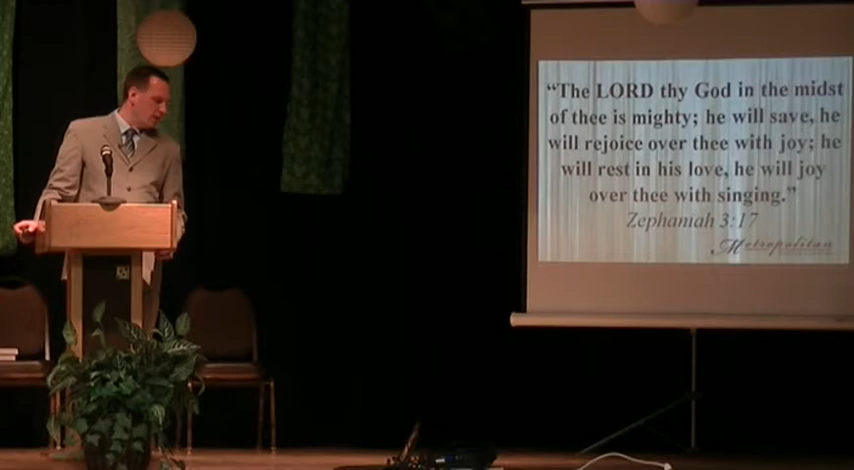 “The LORD thy God in the midst
of thee is mighty; he will save, he
will rejoice over thee with joy; he
will rest in his love, he will joy
over thee with singing.”
Zephaniah 3:17
Metropolitan